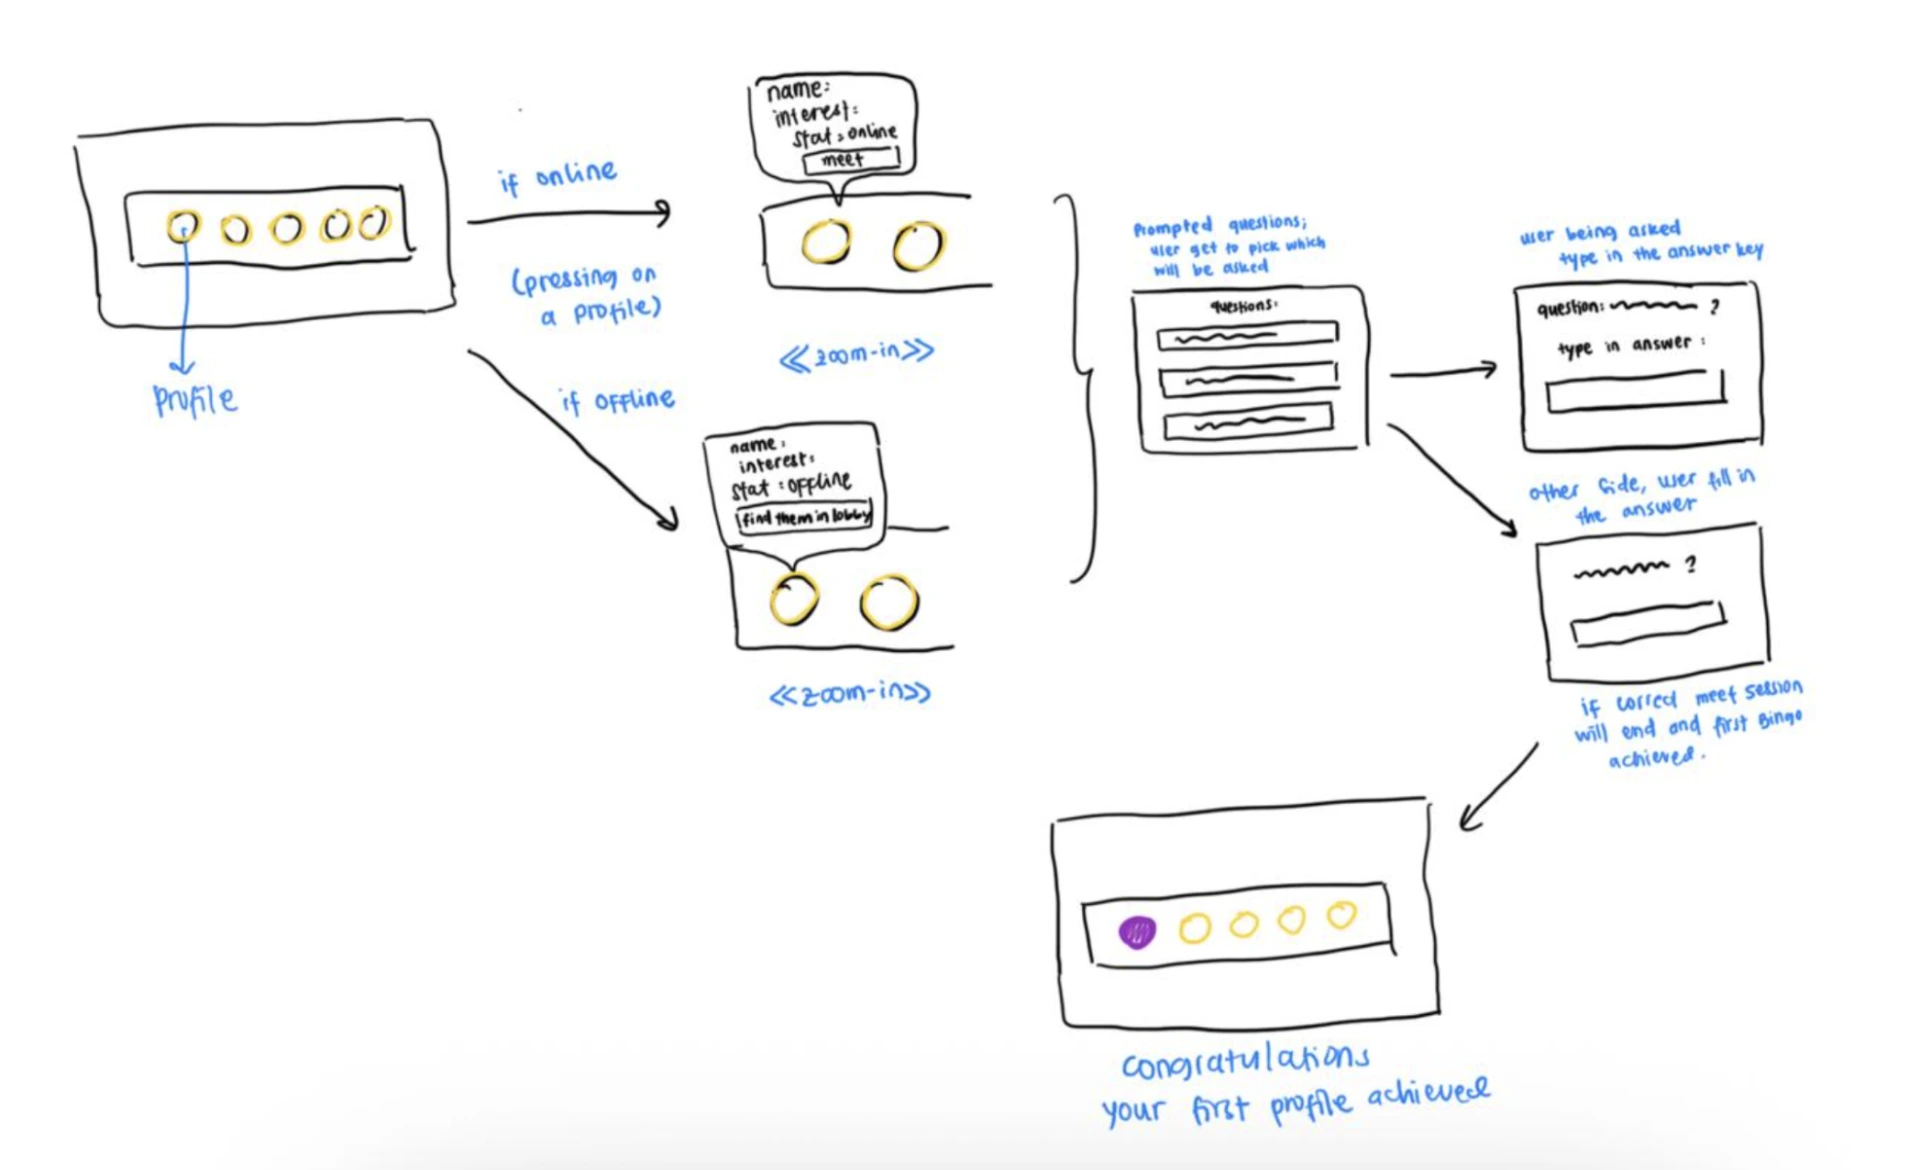 if online
(pressing on
a profile)
if offline
profile
name:
interest:
stat: online
meet
<<zoom-in>>
name:
interest:
stat: offline
find them in lobby
<<zoom-in>>
Prompted questions;
user get to pick which
will be asked
questions:
user being asked
type in the answer key
question: ?
type in answer:
other side, user fill in
the answer
?
if correct meet session
will end and first Bingo
achieved.
congratulations
your first profile achieved